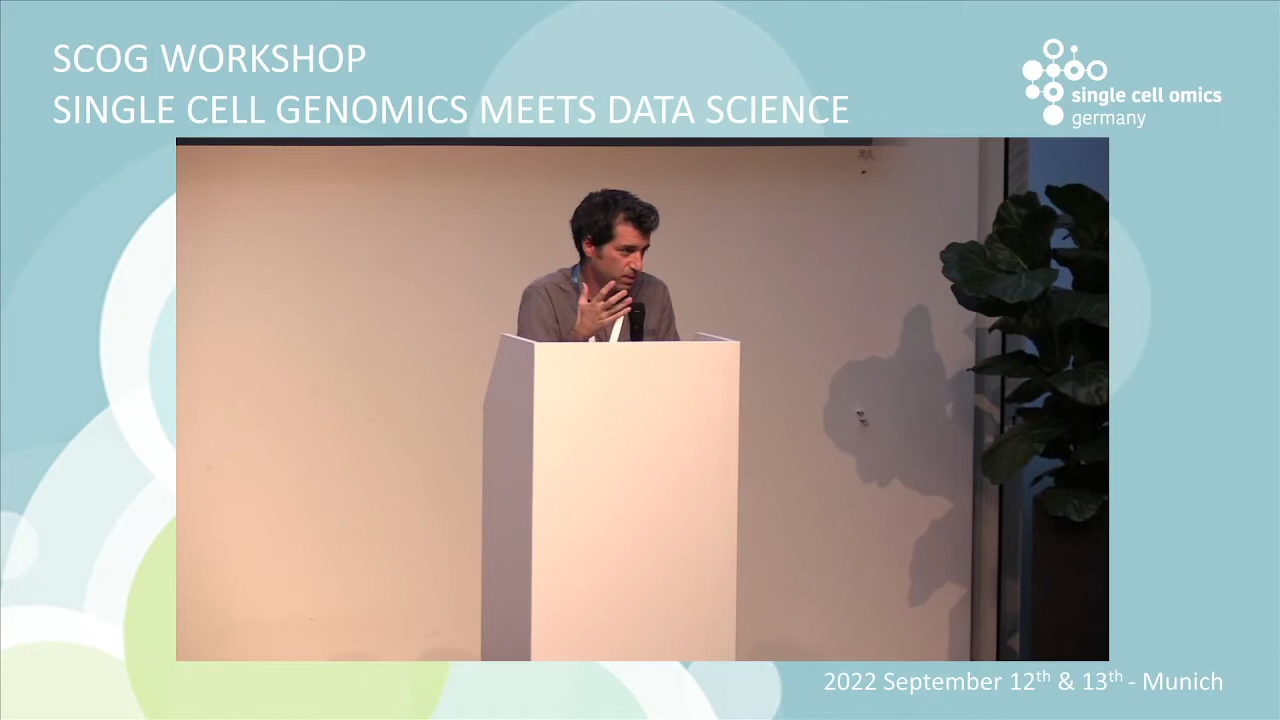 SCOG WORKSHOP
SINGLE CELL GENOMICS MEETS DATA SCIENCE
single cell omics
germany
2022 September 12th & 13th - Munich